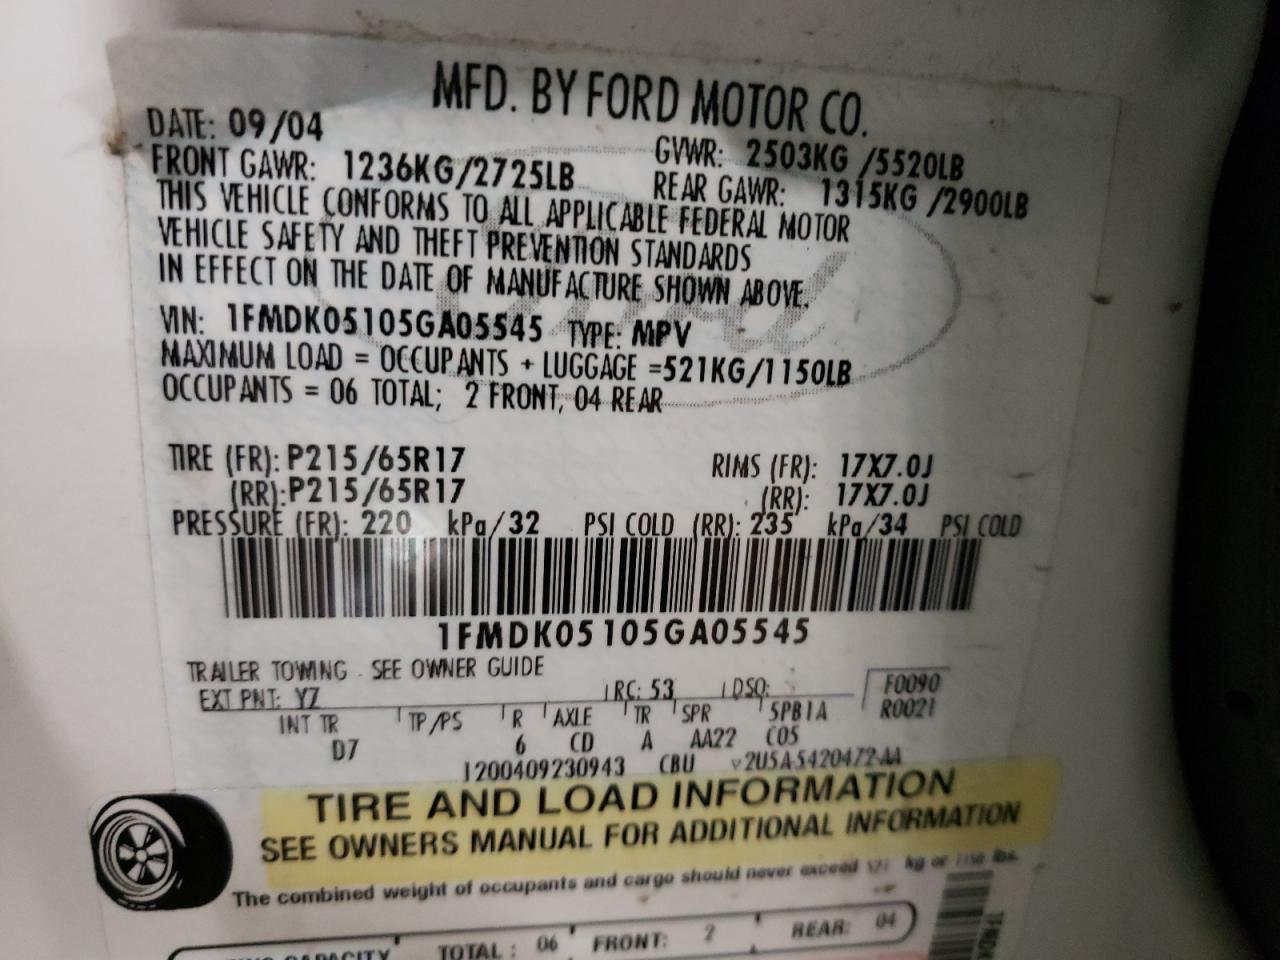 MFD. BY FORD MOTOR CO.
DATE: 09/04 GVWR: 2503KG /5520LB
FRONT GAWR: 1236KG/2725LB REAR GAWR: 1315KG /2900LB
THIS VEHICLE CONFORMS TO ALL APPLICABLE FEDERAL MOTOR
VEHICLE SAFETY AND THEFT PREVENTION STANDARDS
IN EFFECT ON THE DATE OF MANUFACTURE SHOWN ABOVE.
VIN: 1FMDK05105GA05545 TYPE: MPV
MAXIMUM LOAD = OCCUPANTS + LUGGAGE =521KG/1150LB
OCCUPANTS = 06 TOTAL; 2 FRONT, 04 REAR
TIRE (FR): P215/65R17 RIMS (FR): 17X7.0J
(RR): P215/65R17 (RR): 17X7.0J
PRESSURE (FR): 220 kPa/32 PSI COLD (RR): 235 kPa/34 PSI COLD
1FMDK05105GA05545
TRAILER TOWING - SEE OWNER GUIDE
EXT PNT: YZ RC: 53 DSO: F0090
R0021
INT TR TP/PS R AXLE TR SPR 5PB1A
D7 6 CD A AA22 C05
1200409230943 CBU v2U5A-5420472-AA
TIRE AND LOAD INFORMATION
SEE OWNERS MANUAL FOR ADDITIONAL INFORMATION
The combined weight of occupants and cargo should never exceed 521 kg or 1150 lbs.
CAPACITY TOTAL: 06 FRONT: 2 REAR: 04